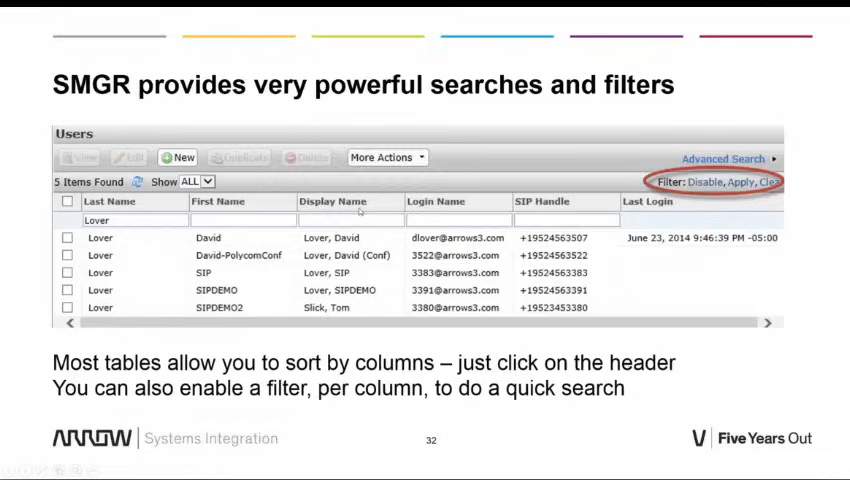 SMGR provides very powerful searches and filters
Users
View Edit New Duplicate Delete More Actions
Advanced Search
5 Items Found Show ALL
Filter: Disable, Apply, Clea
Last Name First Name Display Name Login Name SIP Handle Last Login
Lover
Lover David Lover, David dlover@arrows3.com +19524563507 June 23, 2014 9:46:39 PM -05:00
Lover David-PolycomConf Lover, David (Conf) 3522@arrows3.com +19524563522
Lover SIP Lover, SIP 3383@arrows3.com +19524563383
Lover SIPDEMO Lover, SIPDEMO 3391@arrows3.com +19524563391
Lover SIPDEMO2 Slick, Tom 3380@arrows3.com +19523453380
Most tables allow you to sort by columns – just click on the header
You can also enable a filter, per column, to do a quick search
ARROW Systems Integration
32
Five Years Out